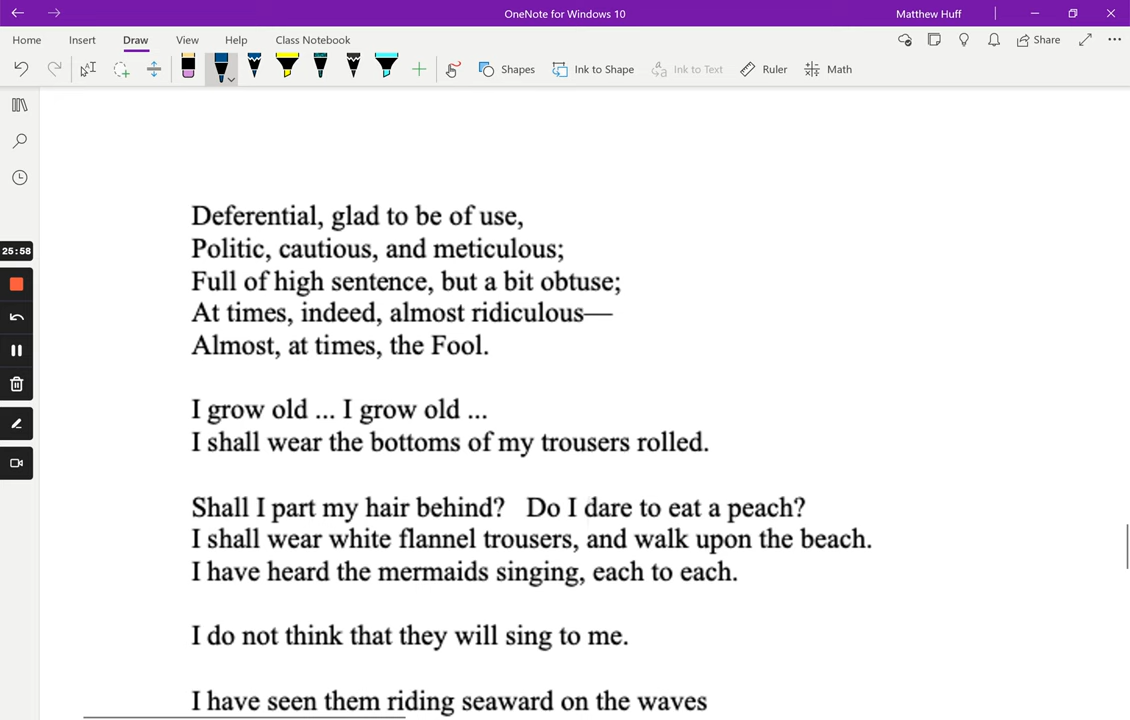 OneNote for Windows 10
Matthew Huff
Home Insert Draw View Help Class Notebook
Share
Shapes Ink to Shape Ink to Text Ruler Math
25:58
Deferential, glad to be of use,
Politic, cautious, and meticulous;
Full of high sentence, but a bit obtuse;
At times, indeed, almost ridiculous—
Almost, at times, the Fool.
I grow old ... I grow old ...
I shall wear the bottoms of my trousers rolled.
Shall I part my hair behind? Do I dare to eat a peach?
I shall wear white flannel trousers, and walk upon the beach.
I have heard the mermaids singing, each to each.
I do not think that they will sing to me.
I have seen them riding seaward on the waves